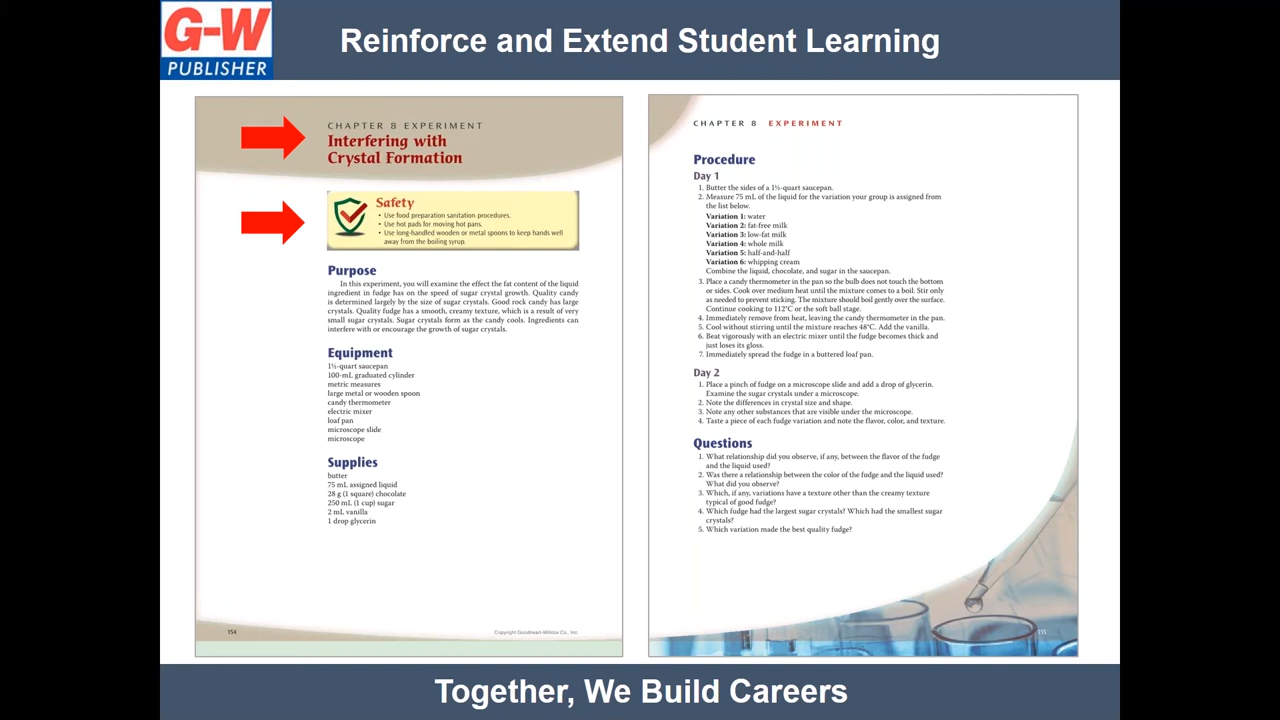 G-W
PUBLISHER
Reinforce and Extend Student Learning
CHAPTER 8 EXPERIMENT
Interfering with
Crystal Formation
Safety
• Use food preparation sanitation procedures.
• Use hot pads for moving hot pans.
• Use long-handled wooden or metal spoons to keep hands well
away from the boiling syrup.
Purpose
In this experiment, you will examine the effect the fat content of the liquid
ingredient in fudge has on the speed of sugar crystal growth. Quality candy
is determined largely by the size of sugar crystals. Good rock candy has large
crystals. Quality fudge has a smooth, creamy texture, which is a result of very
small sugar crystals. Sugar crystals form as the candy cools. Ingredients can
interfere with or encourage the growth of sugar crystals.
Equipment
1½-quart saucepan
100-mL graduated cylinder
metric measures
large metal or wooden spoon
candy thermometer
electric mixer
loaf pan
microscope slide
microscope
Supplies
butter
75 mL assigned liquid
28 g (1 square) chocolate
250 mL (1 cup) sugar
2 mL vanilla
1 drop glycerin
154
Copyright Goodheart-Willcox Co., Inc.
CHAPTER 8 EXPERIMENT
Procedure
Day 1
1. Butter the sides of a 1½-quart saucepan.
2. Measure 75 mL of the liquid for the variation your group is assigned from
the list below.
Variation 1: water
Variation 2: fat-free milk
Variation 3: low-fat milk
Variation 4: whole milk
Variation 5: half-and-half
Variation 6: whipping cream
Combine the liquid, chocolate, and sugar in the saucepan.
3. Place a candy thermometer in the pan so the bulb does not touch the bottom
or sides. Cook over medium heat until the mixture comes to a boil. Stir only
as needed to prevent sticking. The mixture should boil gently over the surface.
Continue cooking to 112°C or the soft ball stage.
4. Immediately remove from heat, leaving the candy thermometer in the pan.
5. Cool without stirring until the mixture reaches 48°C. Add the vanilla.
6. Beat vigorously with an electric mixer until the fudge becomes thick and
just loses its gloss.
7. Immediately spread the fudge in a buttered loaf pan.
Day 2
1. Place a pinch of fudge on a microscope slide and add a drop of glycerin.
Examine the sugar crystals under a microscope.
2. Note the differences in crystal size and shape.
3. Note any other substances that are visible under the microscope.
4. Taste a piece of each fudge variation and note the flavor, color, and texture.
Questions
1. What relationship did you observe, if any, between the flavor of the fudge
and the liquid used?
2. Was there a relationship between the color of the fudge and the liquid used?
What did you observe?
3. Which, if any, variations have a texture other than the creamy texture
typical of good fudge?
4. Which fudge had the largest sugar crystals? Which had the smallest sugar
crystals?
5. Which variation made the best quality fudge?
155
Together, We Build Careers